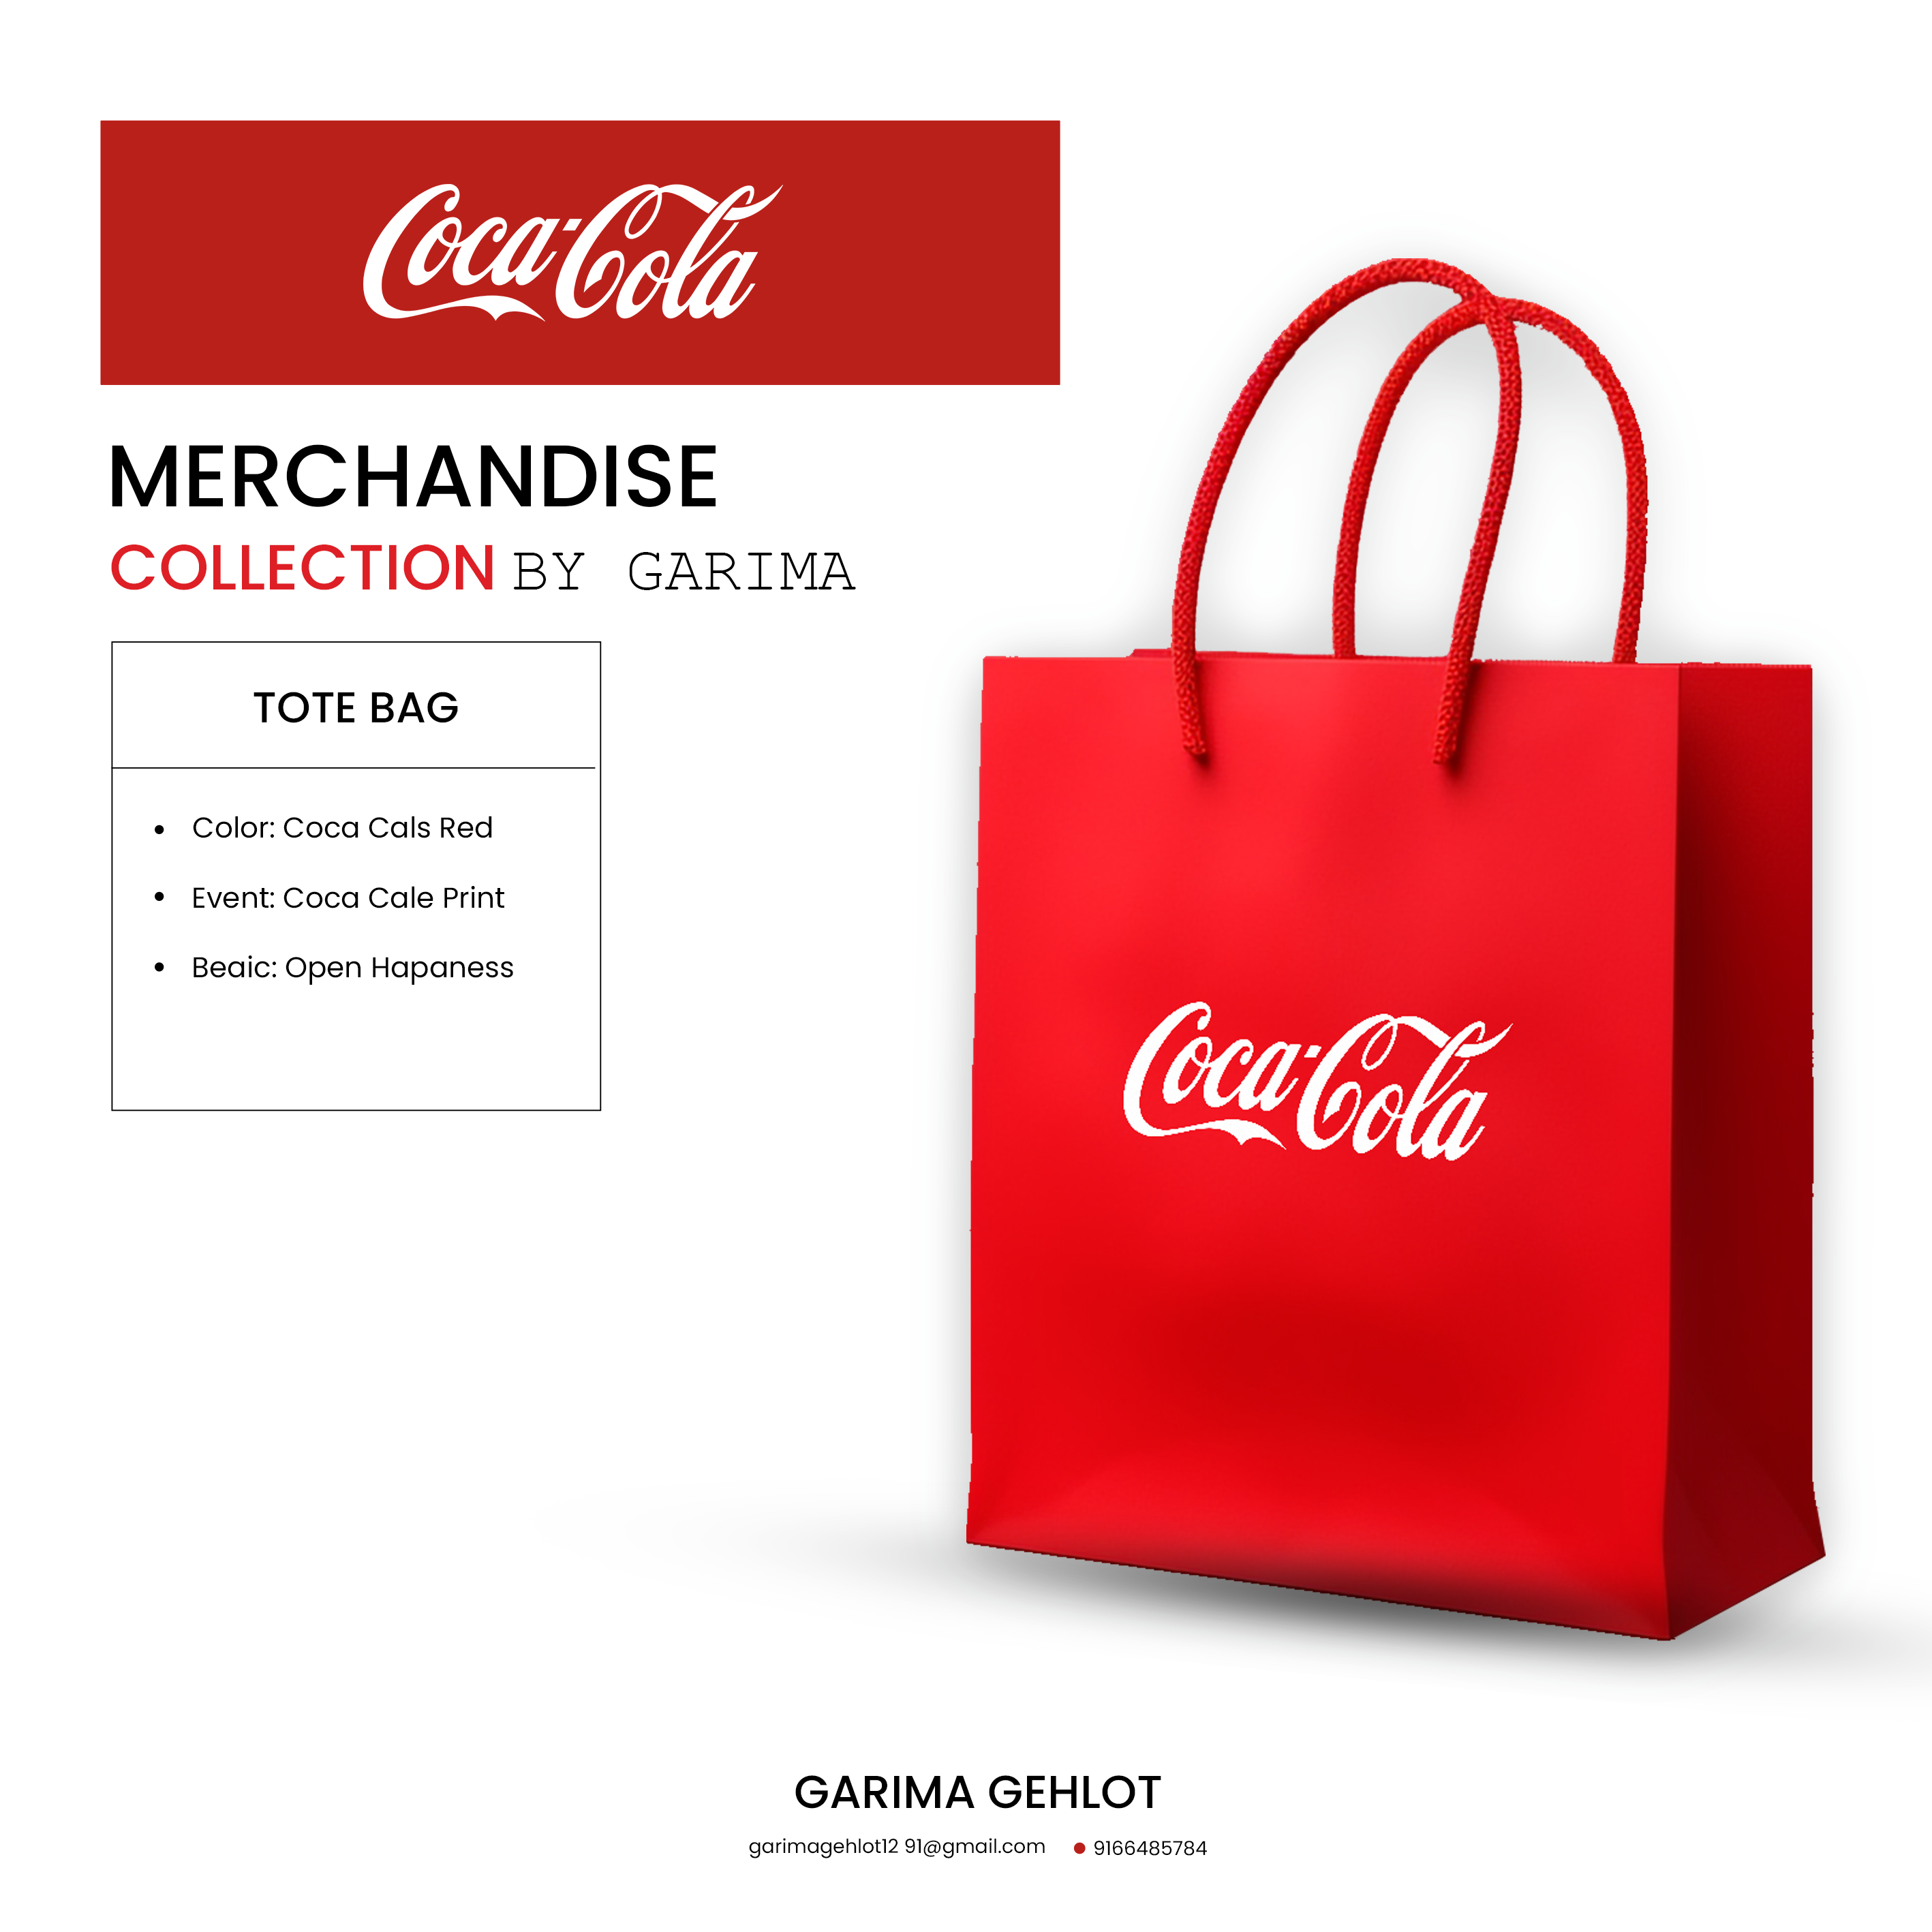 Coca-Cola
MERCHANDISE
COLLECTION BY GARIMA
TOTE BAG
• Color: Coca Cals Red
• Event: Coca Cale Print
• Beaic: Open Hapaness
Coca-Cola
GARIMA GEHLOT
garimagehlot12 91@gmail.com • 9166485784